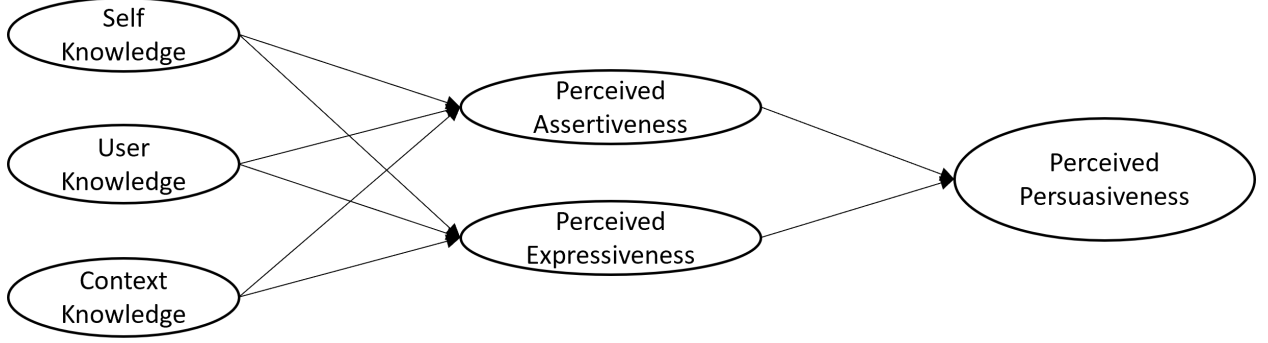 Self
Knowledge
User
Knowledge
Context
Knowledge
Perceived
Assertiveness
Perceived
Expressiveness
Perceived
Persuasiveness